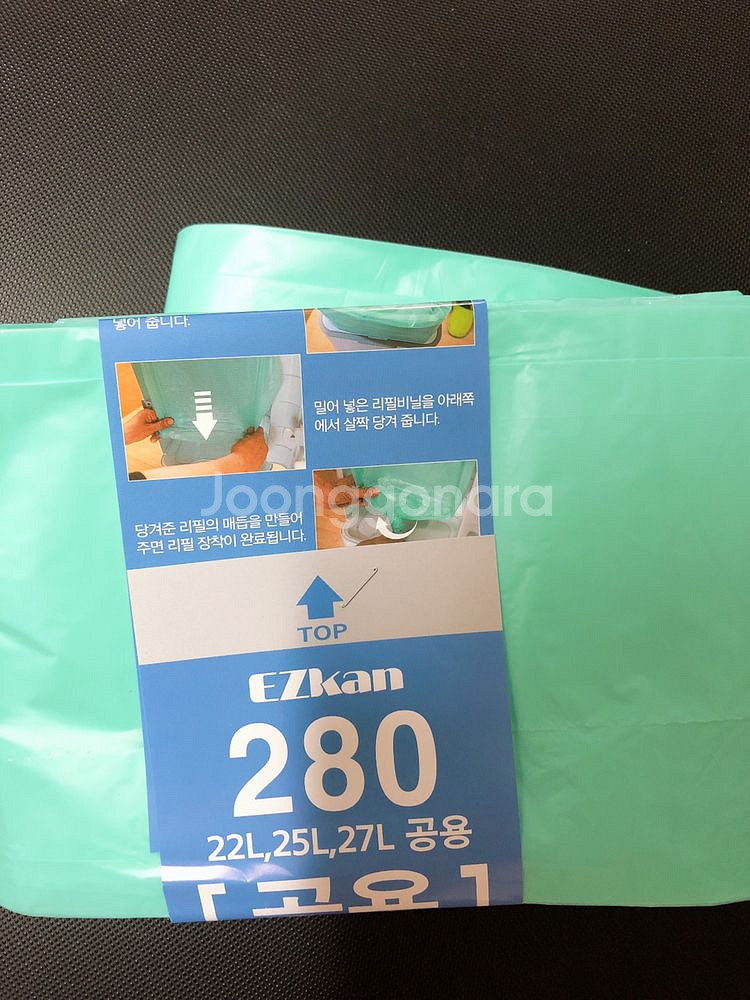 넣어 줍니다.
밀어 넣은 리필비닐을 아래쪽
에서 살짝 당겨 줍니다.
Joonggonara
당겨준 리필의 매듭을 만들어
주면 리필 장착이 완료됩니다.
TOP
EZkan
280
22L,25L,27L 공용
[공용]